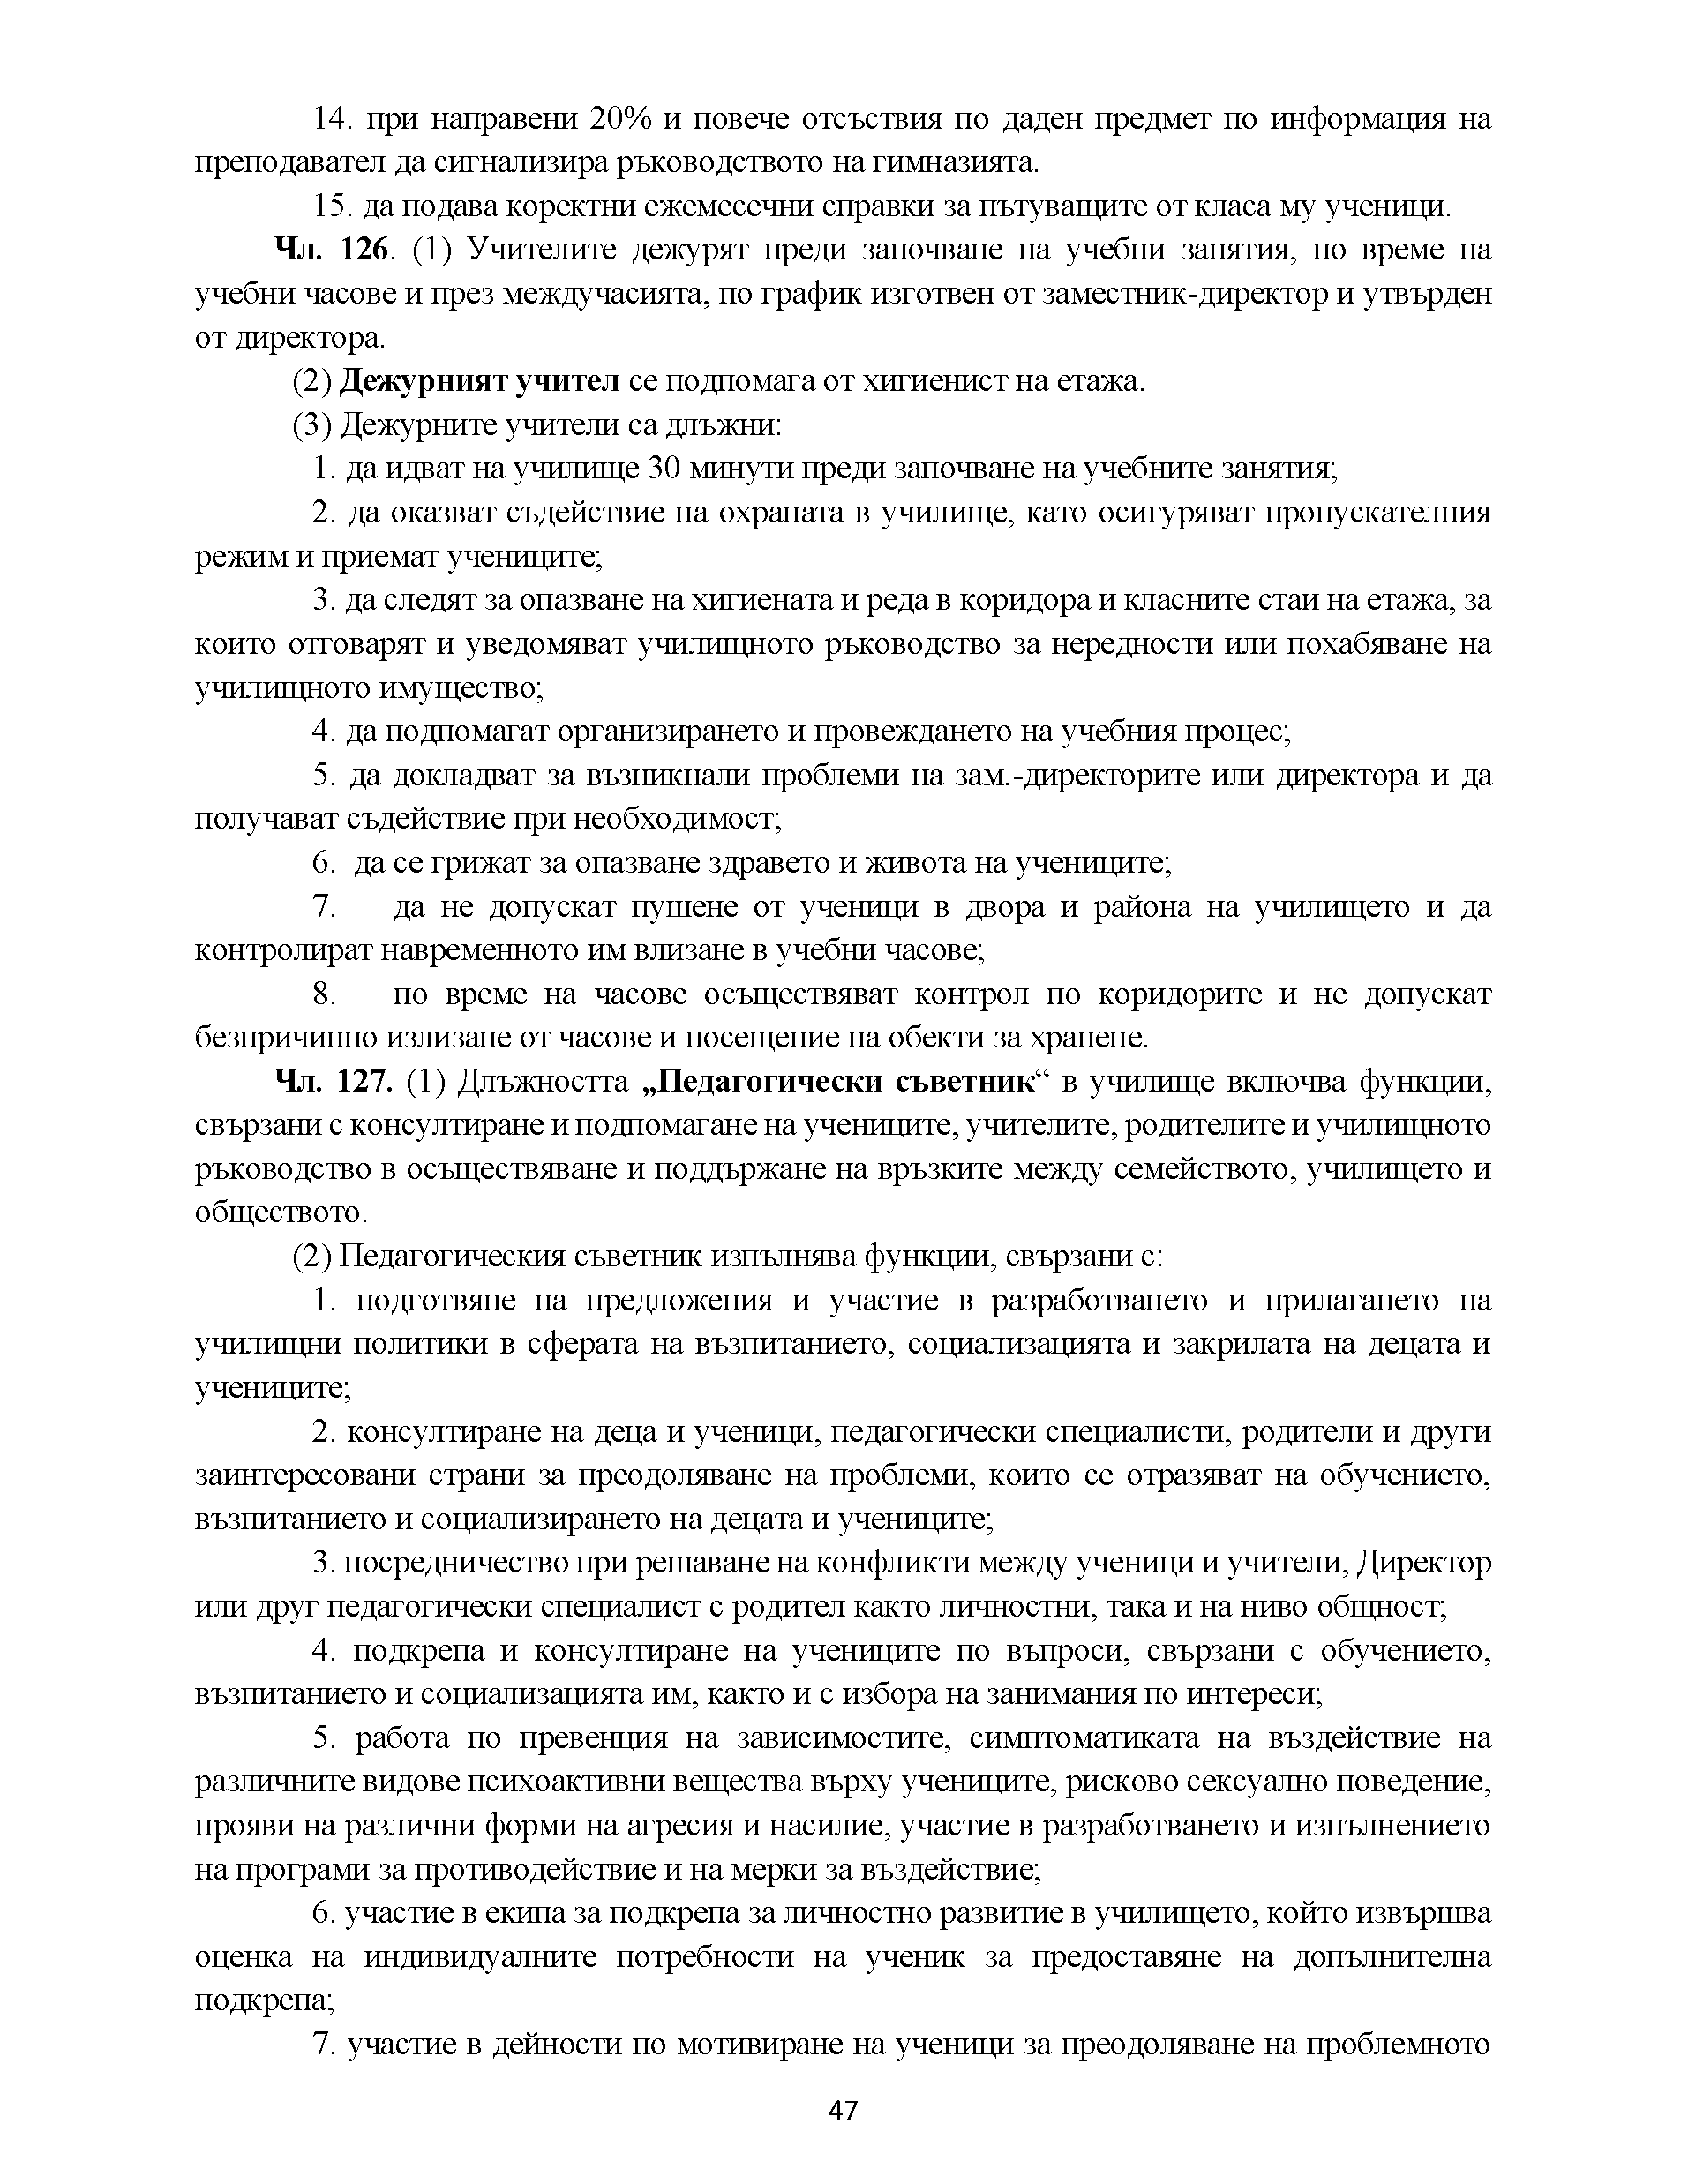 14. при направени 20% и повече отсъствия по даден предмет по информация на
преподавател да сигнализира ръководството на гимназията.
15. да подава коректни ежемесечни справки за пътуващите от класа му ученици.
Чл. 126. (1) Учителите дежурят преди започване на учебни занятия, по време на
учебни часове и през междучасията, по график изготвен от заместник-директор и утвърден
от директора.
(2) Дежурният учител се подпомага от хигиенист на етажа.
(3) Дежурните учители са длъжни:
1. да идват на училище 30 минути преди започване на учебните занятия;
2. да оказват съдействие на охраната в училище, като осигуряват пропускателния
режим и приемат учениците;
3. да следят за опазване на хигиената и реда в коридора и класните стаи на етажа, за
които отговарят и уведомяват училищното ръководство за нередности или похабяване на
училищното имущество;
4. да подпомагат организирането и провеждането на учебния процес;
5. да докладват за възникнали проблеми на зам.-директорите или директора и да
получават съдействие при необходимост;
6. да се грижат за опазване здравето и живота на учениците;
7. да не допускат пушене от ученици в двора и района на училището и да
контролират навременното им влизане в учебни часове;
8. по време на часове осъществяват контрол по коридорите и не допускат
безпричинно излизане от часове и посещение на обекти за хранене.
Чл. 127. (1) Длъжността „Педагогически съветник“ в училище включва функции,
свързани с консултиране и подпомагане на учениците, учителите, родителите и училищното
ръководство в осъществяване и поддържане на връзките между семейството, училището и
обществото.
(2) Педагогическия съветник изпълнява функции, свързани с:
1. подготвяне на предложения и участие в разработването и прилагането на
училищни политики в сферата на възпитанието, социализацията и закрилата на децата и
учениците;
2. консултиране на деца и ученици, педагогически специалисти, родители и други
заинтересовани страни за преодоляване на проблеми, които се отразяват на обучението,
възпитанието и социализирането на децата и учениците;
3. посредничество при решаване на конфликти между ученици и учители, Директор
или друг педагогически специалист с родител както личностни, така и на ниво общност;
4. подкрепа и консултиране на учениците по въпроси, свързани с обучението,
възпитанието и социализацията им, както и с избора на занимания по интереси;
5. работа по превенция на зависимостите, симптоматиката на въздействие на
различните видове психоактивни вещества върху учениците, рисково сексуално поведение,
прояви на различни форми на агресия и насилие, участие в разработването и изпълнението
на програми за противодействие и на мерки за въздействие;
6. участие в екипа за подкрепа за личностно развитие в училището, който извършва
оценка на индивидуалните потребности на ученик за предоставяне на допълнителна
подкрепа;
7. участие в дейности по мотивиране на ученици за преодоляване на проблемното
47